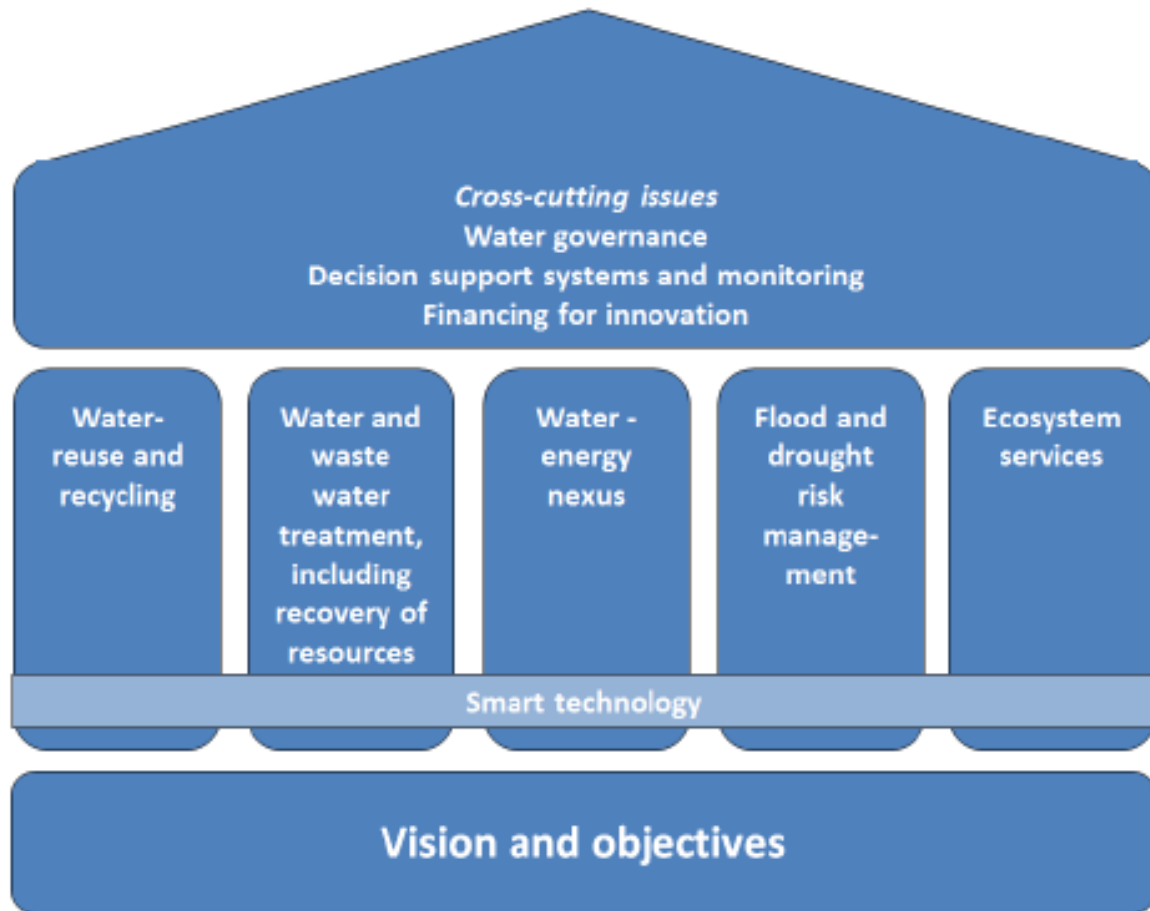 Cross-cutting issues
Water governance
Decision support systems and monitoring
Financing for innovation
Water-
reuse and
recycling
Water and
waste
water
treatment,
including
recovery of
resources
Water -
energy
nexus
Flood and
drought
risk
manage-
ment
Ecosystem
services
Smart technology
Vision and objectives